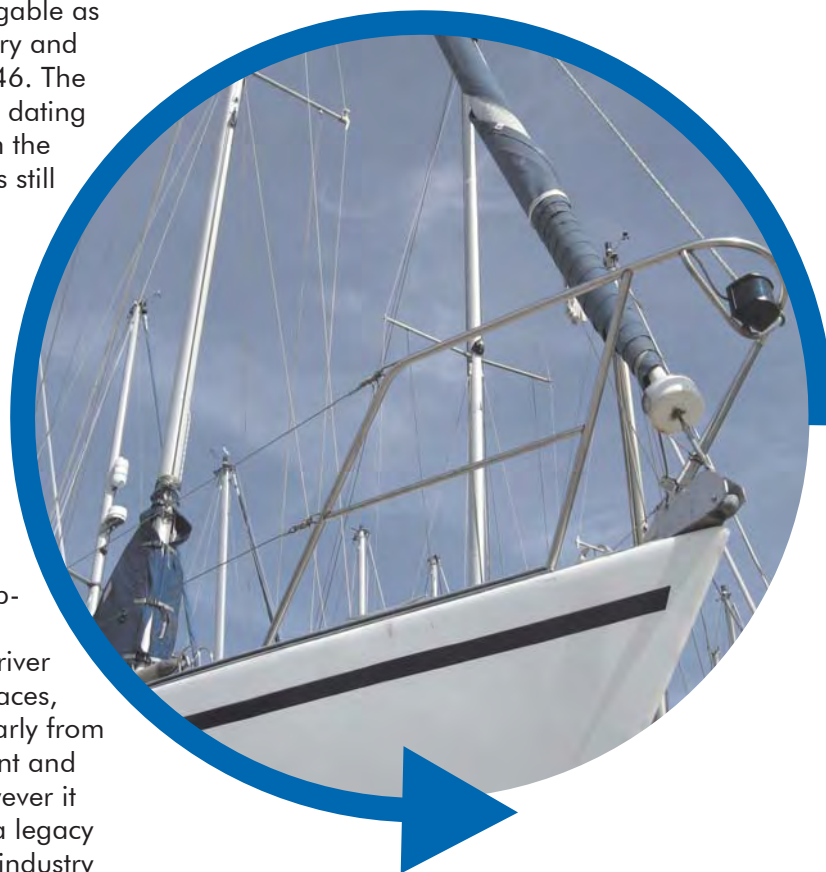 gable as
ry and
46. The
dating
n the
s still
o-
river
aces,
arly from
nt and
ever it
a legacy
industry